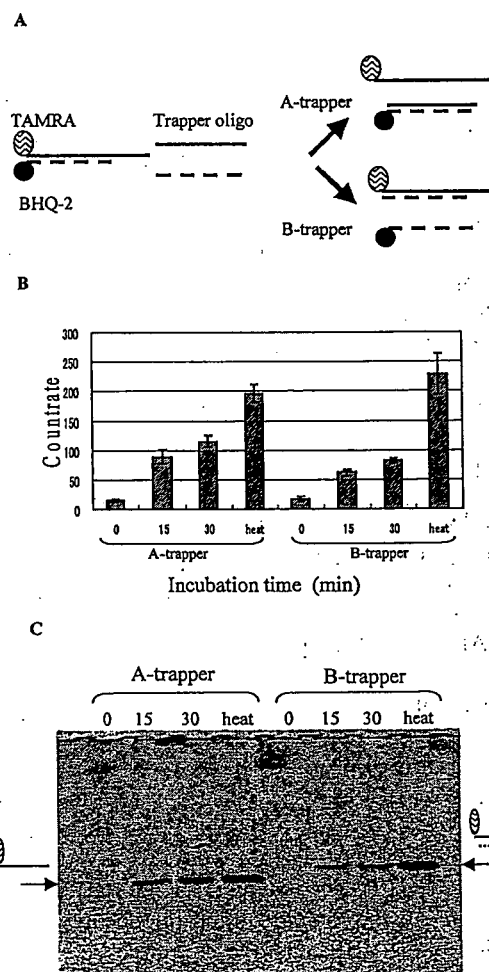 A
TAMRA
Trapper oligo
BHQ-2
A-trapper
B-trapper
B
Countrate
300
250
200
150
100
50
0
0 15 30 heat 0 15 30 heat
A-trapper B-trapper
Incubation time (min)
C
A-trapper B-trapper
0 15 30 heat 0 15 30 heat